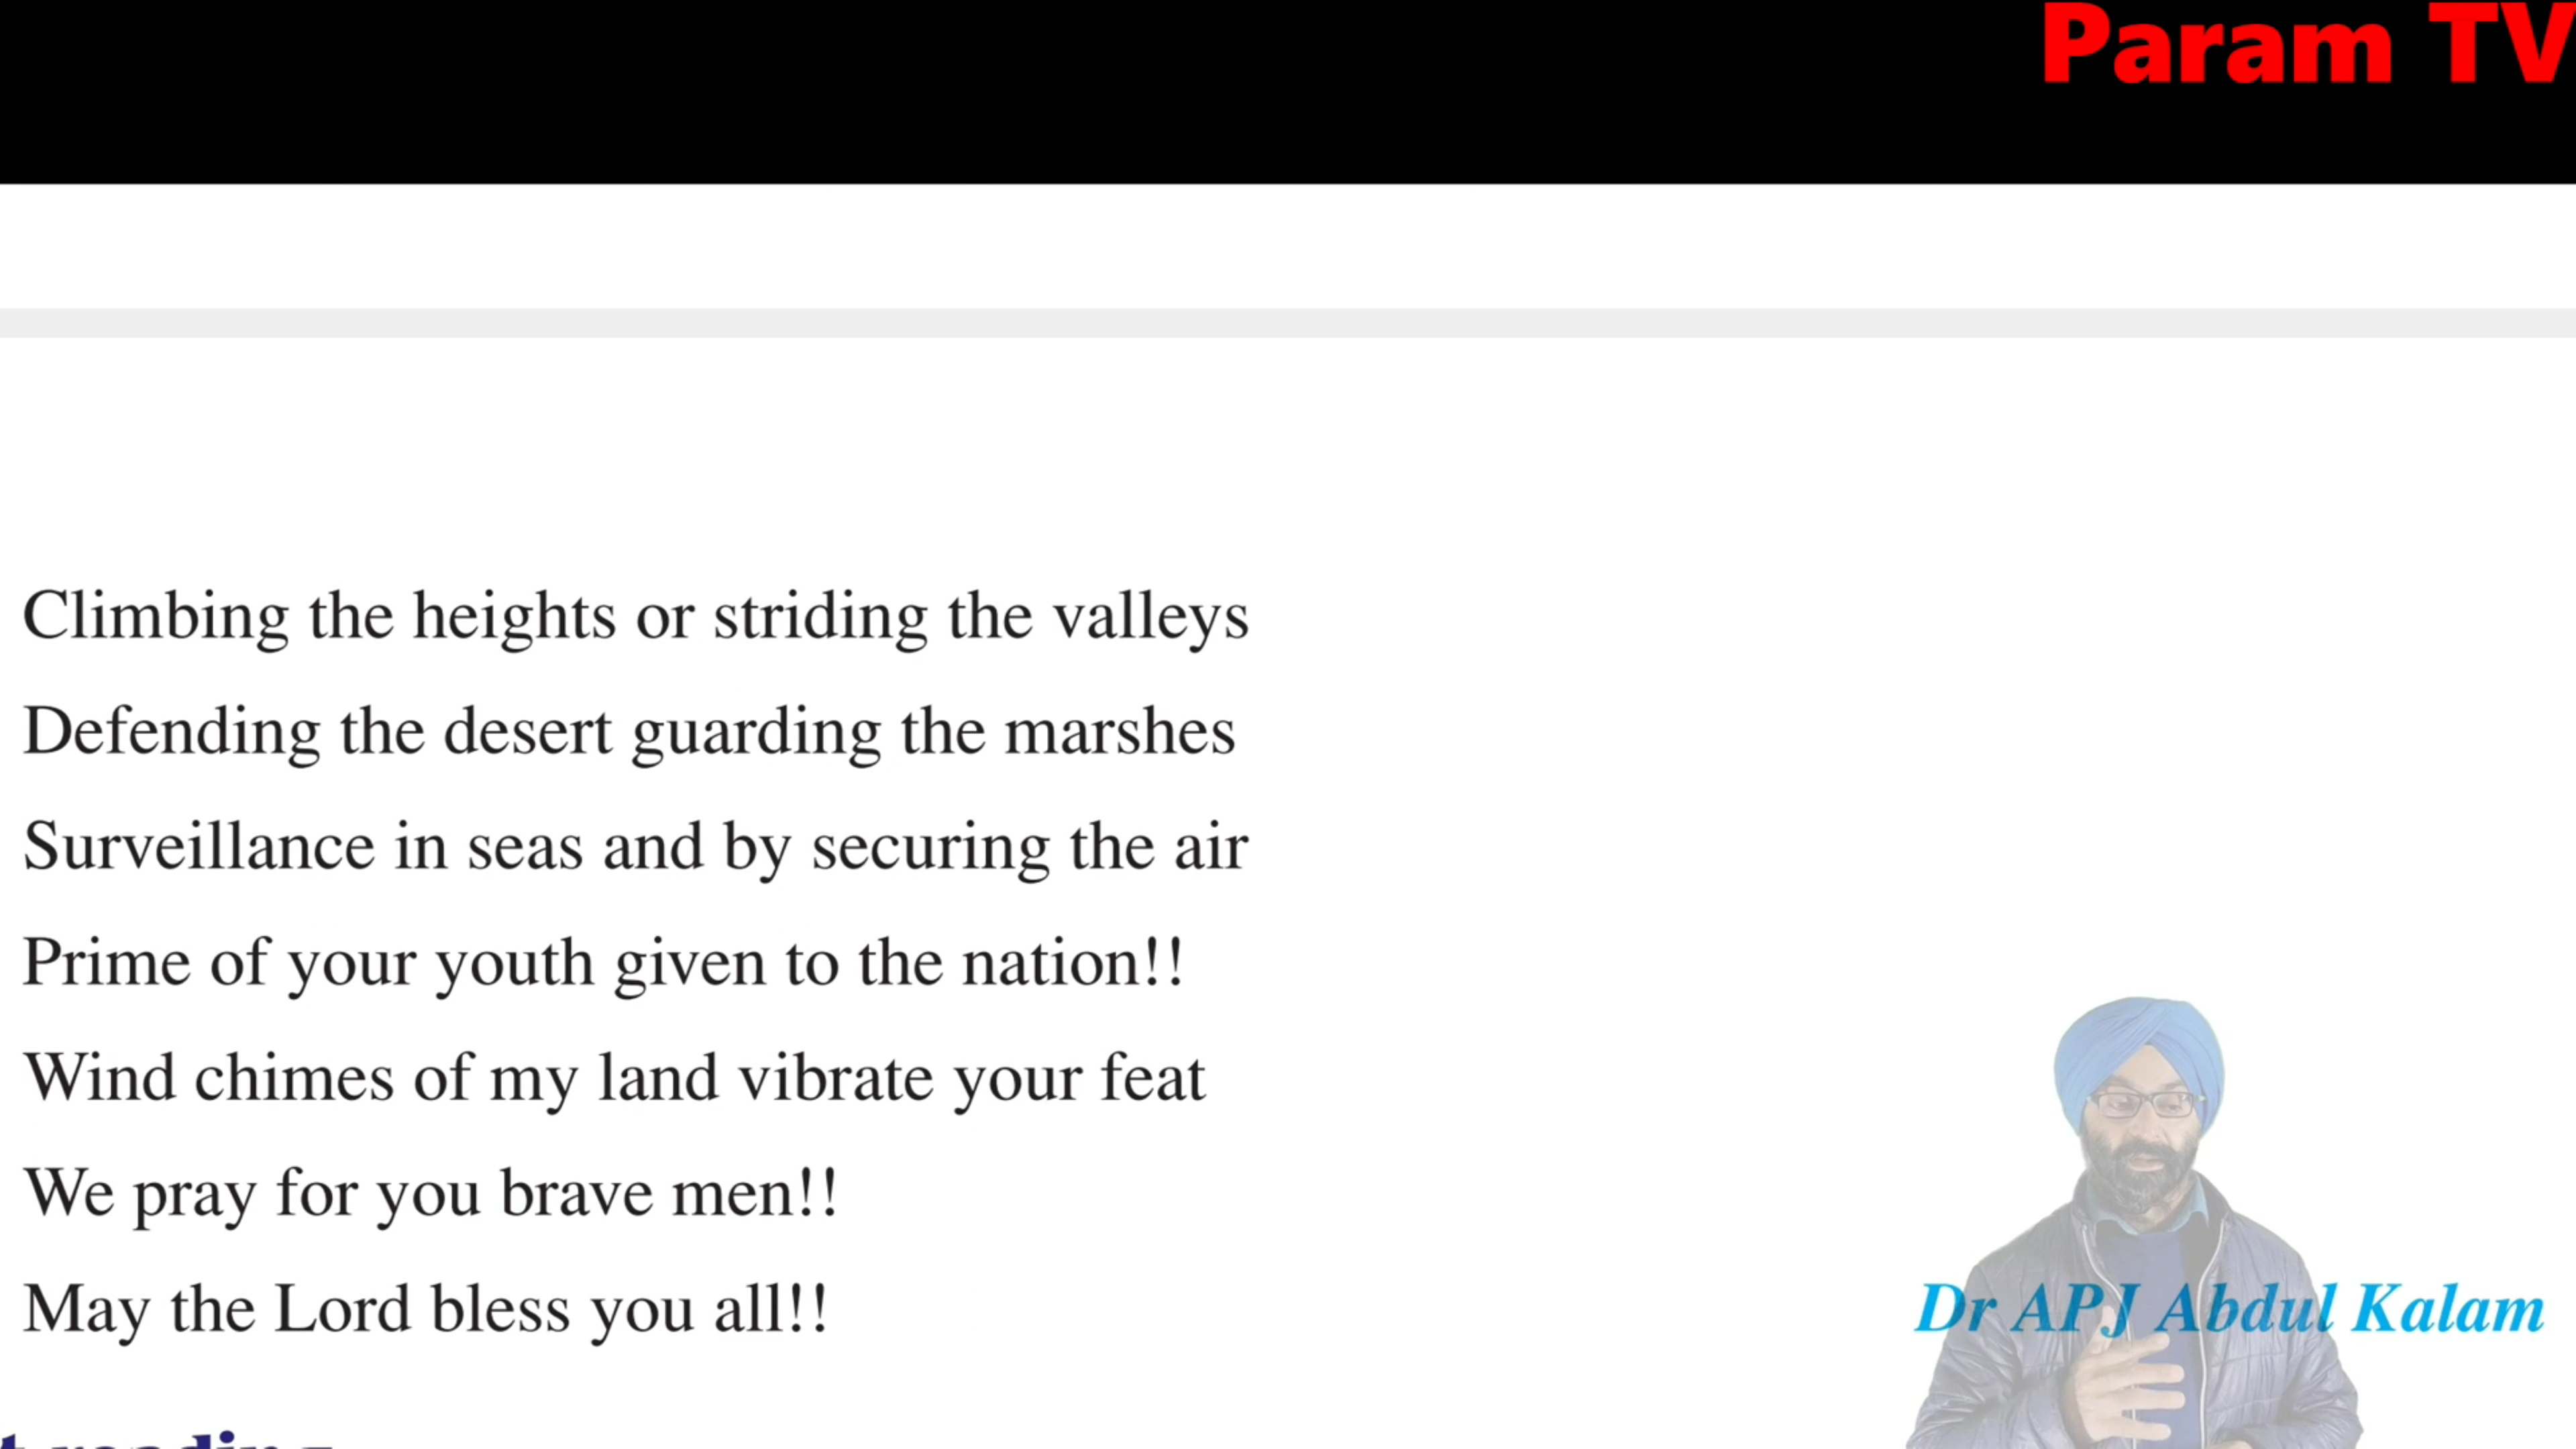 Param TV
Climbing the heights or striding the valleys
Defending the desert guarding the marshes
Surveillance in seas and by securing the air
Prime of your youth given to the nation!!
Wind chimes of my land vibrate your feat
We pray for you brave men!!
May the Lord bless you all!!
Dr APJ Abdul Kalam